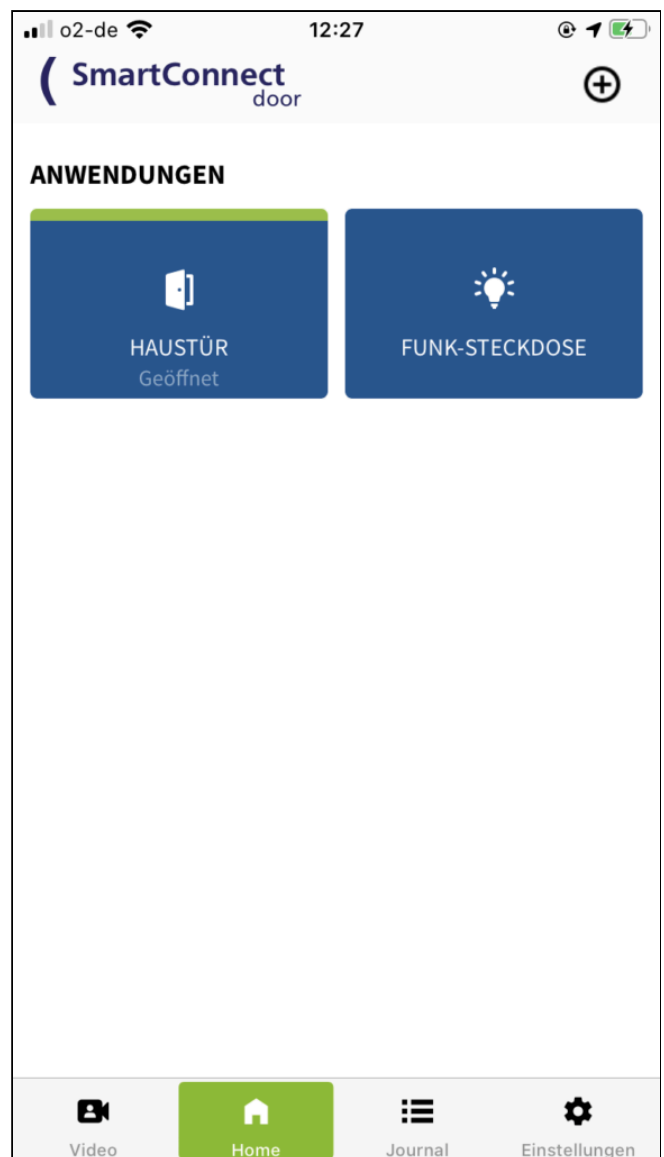 o2-de 12:27
SmartConnect
door
ANWENDUNGEN
HAUSTÜR FUNK-STECKDOSE
Geöffnet
Video Home Journal Einstellungen